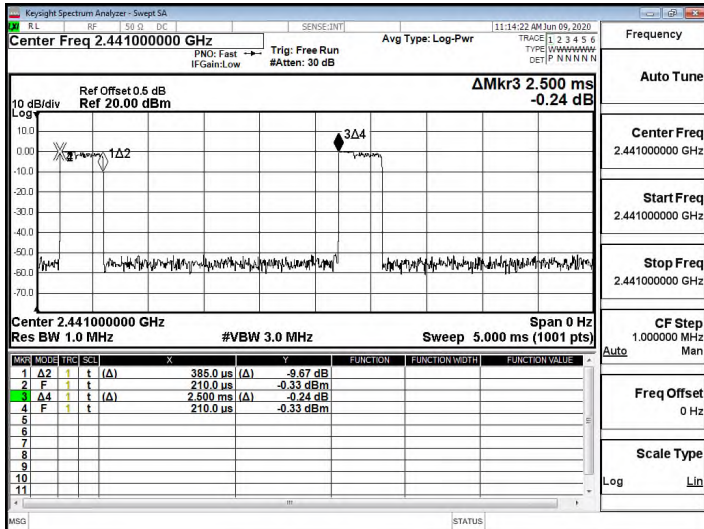 Keysight Spectrum Analyzer - Swept SA
LXI RL RF 50 Ω DC SENSE:INT 11:14:22 AM Jun 09, 2020
Center Freq 2.441000000 GHz
PNO: Fast
IFGain:Low
Trig: Free Run
#Atten: 30 dB
Avg Type: Log-Pwr
TRACE 1 2 3 4 5 6
TYPE WWWWWW
DET P N N N N N
ΔMkr3 2.500 ms
-0.24 dB
Ref Offset 0.5 dB
10 dB/div Ref 20.00 dBm
Log
10.0
0.00
-10.0
-20.0
-30.0
-40.0
-50.0
-60.0
-70.0
1Δ2
3Δ4
Center 2.441000000 GHz Span 0 Hz
Res BW 1.0 MHz #VBW 3.0 MHz Sweep 5.000 ms (1001 pts)
MKR MODE TRC SCL X Y FUNCTION FUNCTION WIDTH FUNCTION VALUE
1 Δ2 1 t (Δ) 385.0 µs (Δ) -9.67 dB
2 F 1 t 210.0 µs -0.33 dBm
3 Δ4 1 t (Δ) 2.500 ms (Δ) -0.24 dB
4 F 1 t 210.0 µs -0.33 dBm
5
6
7
8
9
10
11
MSG STATUS
Frequency
Auto Tune
Center Freq
2.441000000 GHz
Start Freq
2.441000000 GHz
Stop Freq
2.441000000 GHz
CF Step
1.000000 MHz
Auto Man
Freq Offset
0 Hz
Scale Type
Log Lin